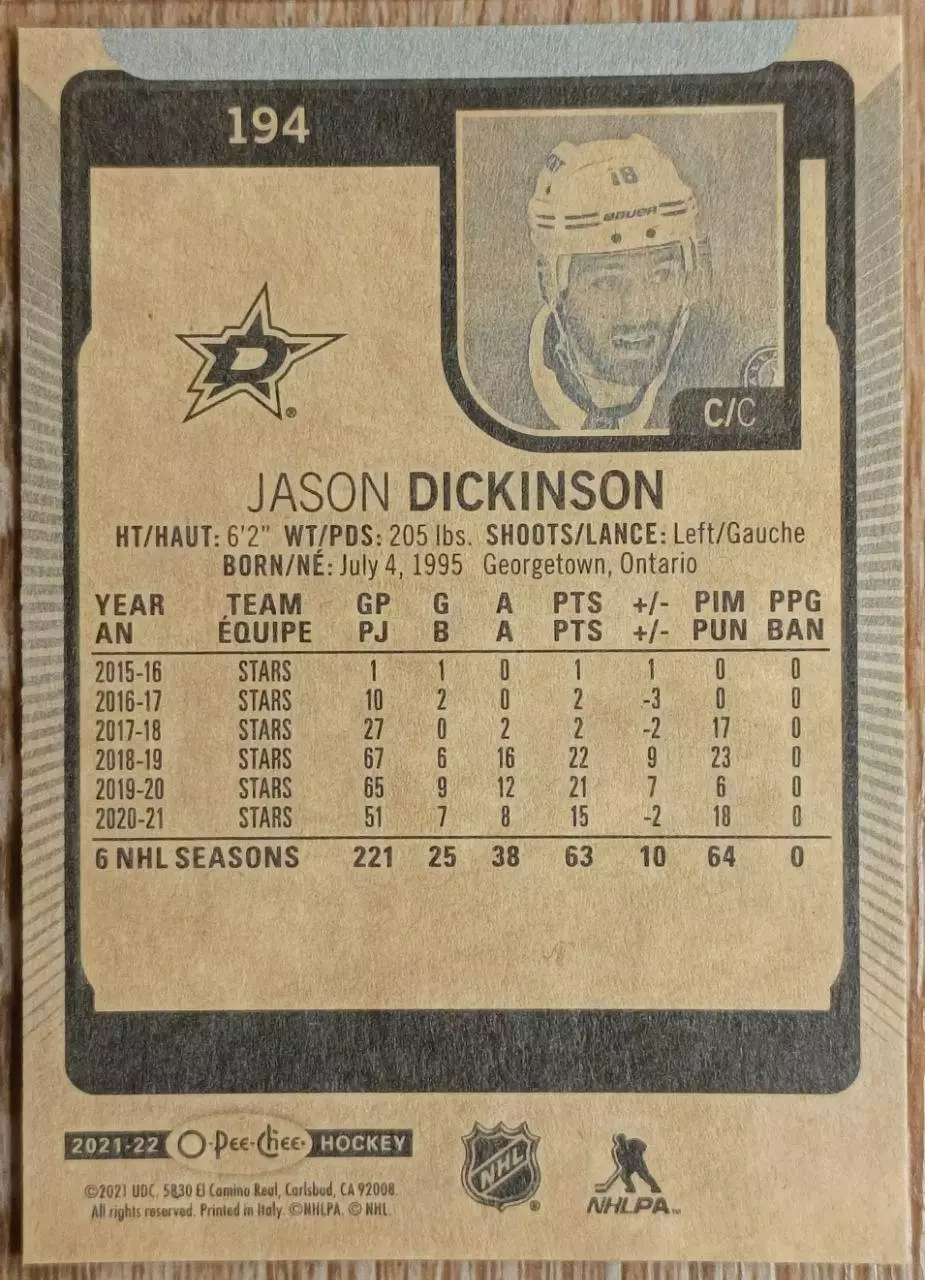 194
18
BAUER
D
®
C/C
JASON DICKINSON
HT/HAUT: 6'2" WT/PDS: 205 lbs. SHOOTS/LANCE: Left/Gauche
BORN/NÉ: July 4, 1995 Georgetown, Ontario
YEAR TEAM GP G A PTS +/- PIM PPG
AN ÉQUIPE PJ B A PTS +/- PUN BAN
2015-16 STARS 1 1 0 1 1 0 0
2016-17 STARS 10 2 0 2 -3 0 0
2017-18 STARS 27 0 2 2 -2 17 0
2018-19 STARS 67 6 16 22 9 23 0
2019-20 STARS 65 9 12 21 7 6 0
2020-21 STARS 51 7 8 15 -2 18 0
6 NHL SEASONS 221 25 38 63 10 64 0
2021-22 O-Pee-Chee HOCKEY
©2021 UDC. 5830 El Camino Real, Carlsbad, CA 92008.
All rights reserved. Printed in Italy. ©NHLPA. © NHL.
NHL ®
NHLPA™